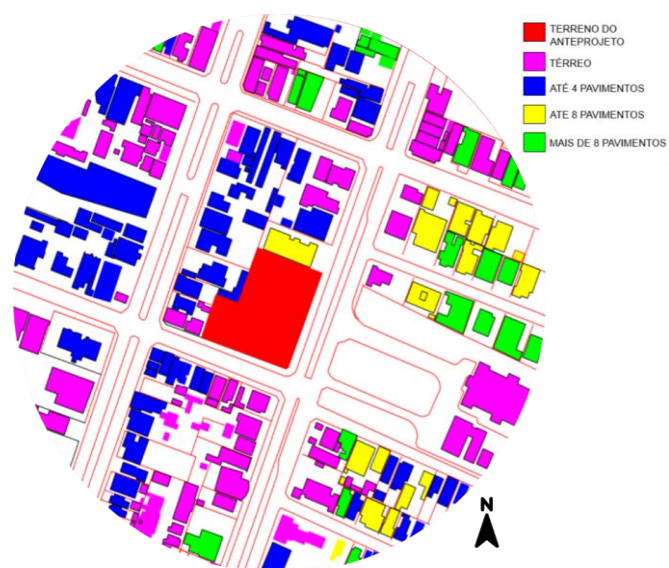 TERRENO DO
ANTEPROJETO
TÉRREO
ATÉ 4 PAVIMENTOS
ATE 8 PAVIMENTOS
MAIS DE 8 PAVIMENTOS
N